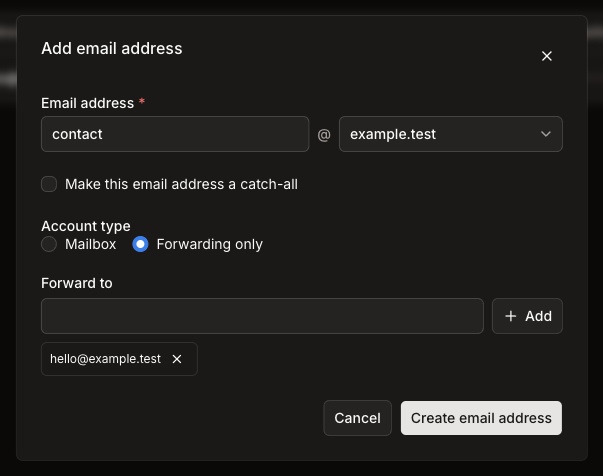 Add email address
Email address *
contact @ example.test
Make this email address a catch-all
Account type
Mailbox Forwarding only
Forward to
+ Add
hello@example.test
Cancel Create email address